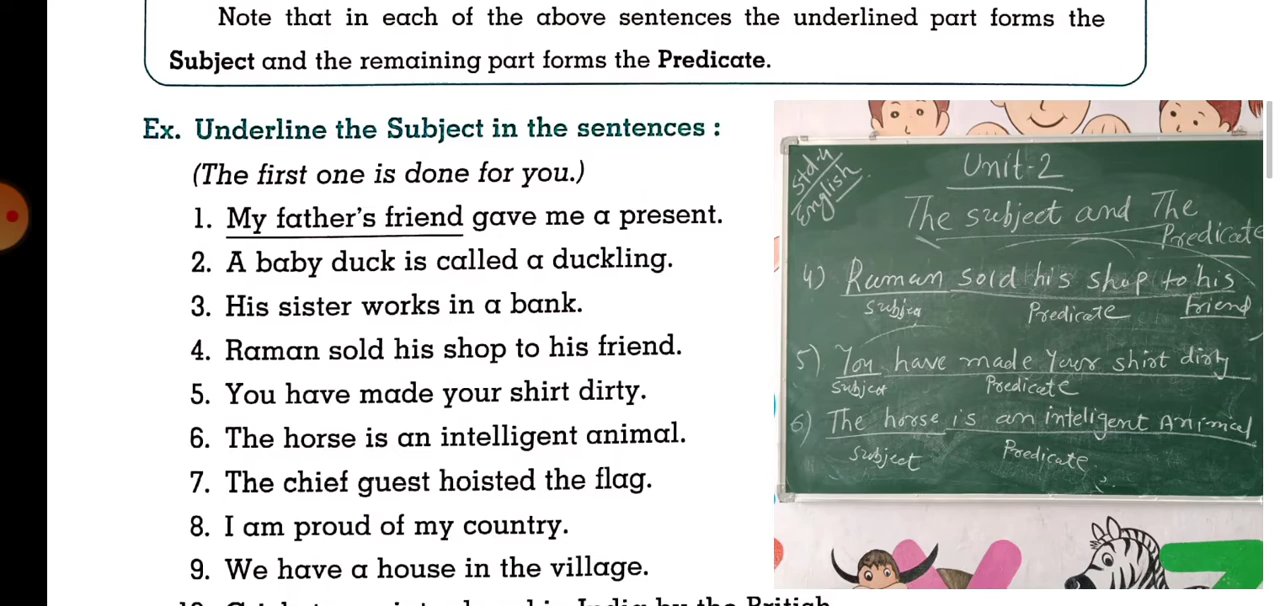 Note that in each of the above sentences the underlined part forms the
Subject and the remaining part forms the Predicate.
Ex. Underline the Subject in the sentences :
(The first one is done for you.)
1. My father's friend gave me a present.
2. A baby duck is called a duckling.
3. His sister works in a bank.
4. Raman sold his shop to his friend.
5. You have made your shirt dirty.
6. The horse is an intelligent animal.
7. The chief guest hoisted the flag.
8. I am proud of my country.
9. We have a house in the village.
Std.4
English
Unit-2
The subject and The
Predicate
4) Raman sold his shop to his
friend
Subject Predicate
5) You have made Your shirt dirty
Subject Predicate
6) The horse is an inteligent Animal
Subject Predicate